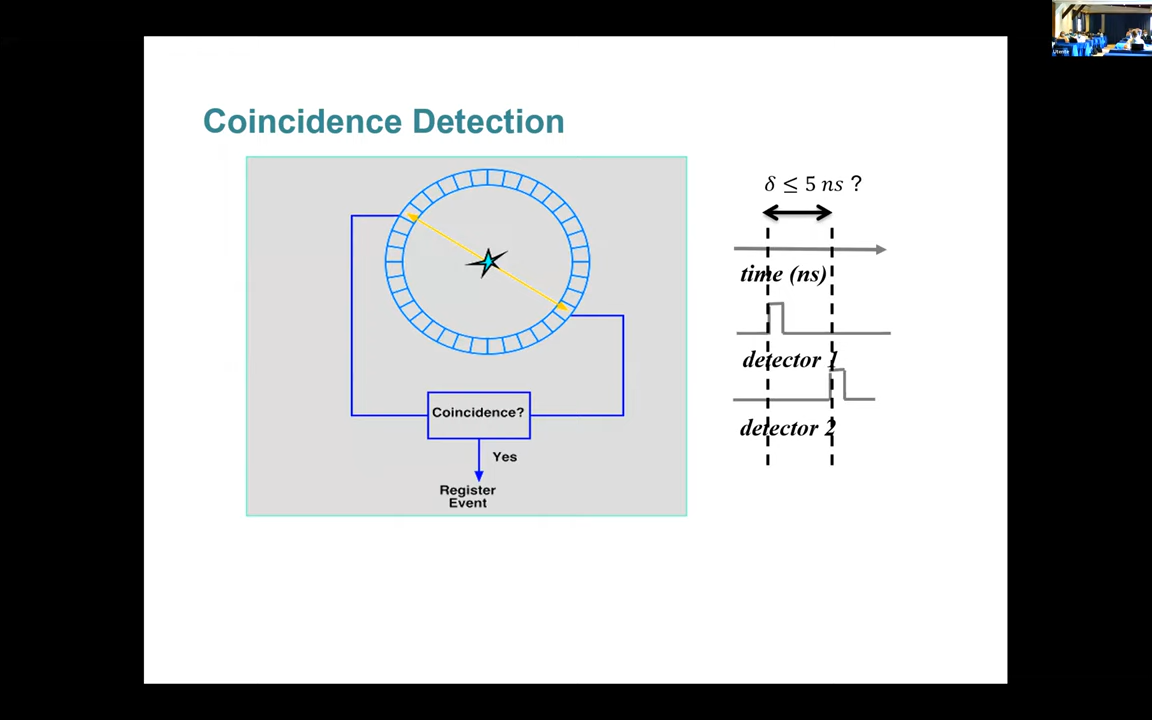 Coincidence Detection
δ ≤ 5 ns ?
time (ns)
detector 1
detector 2
Coincidence?
Yes
Register
Event